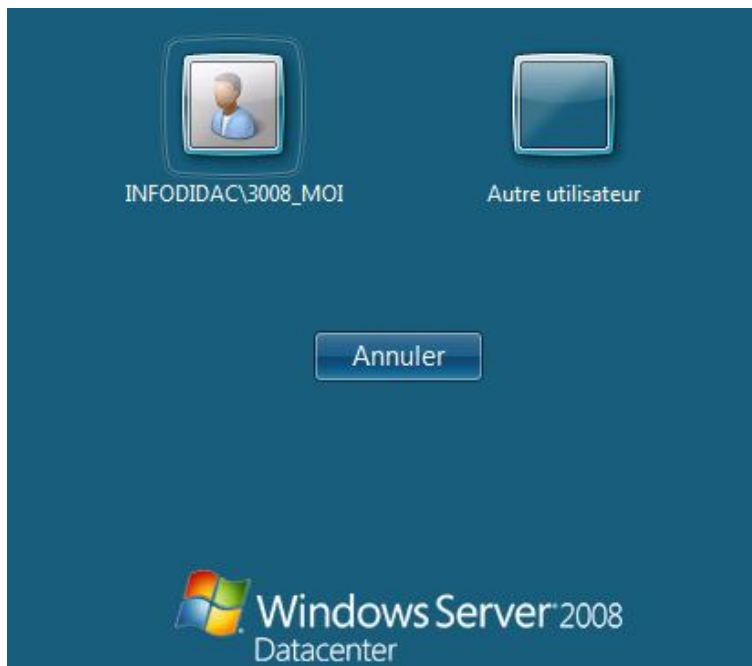 INFODIDAC\3008_MOI
Autre utilisateur
Annuler
Windows Server 2008
Datacenter